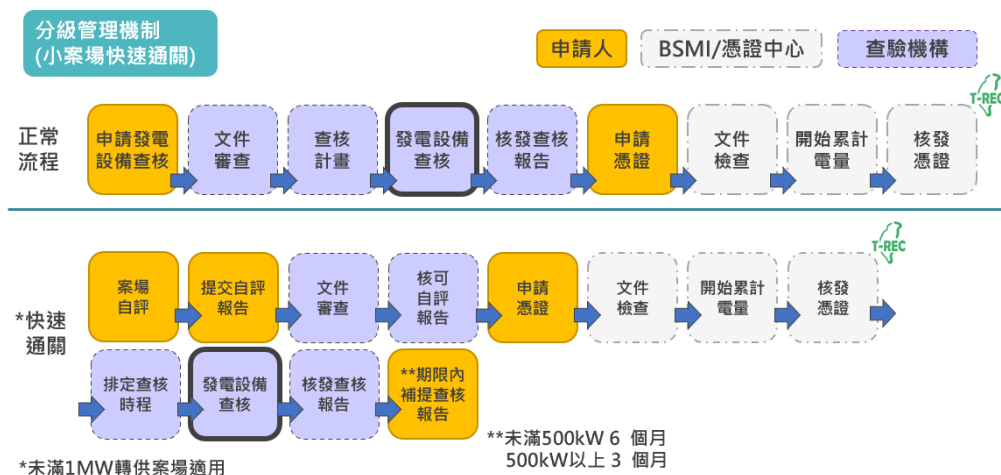 分級管理機制
(小案場快速通關)
申請人
BSMI/憑證中心
查驗機構
T-REC
正常
流程
申請發電
設備查核
文件
審查
查核
計畫
發電設備
查核
核發查核
報告
申請
憑證
文件
檢查
開始累計
電量
核發
憑證
T-REC
*快速
通關
案場
自評
提交自評
報告
文件
審查
核可
自評
報告
申請
憑證
文件
檢查
開始累計
電量
核發
憑證
排定查核
時程
發電設備
查核
核發查核
報告
**期限內
補提查核
報告
**未滿500kW 6 個月
500kW以上 3 個月
*未滿1MW轉供案場適用